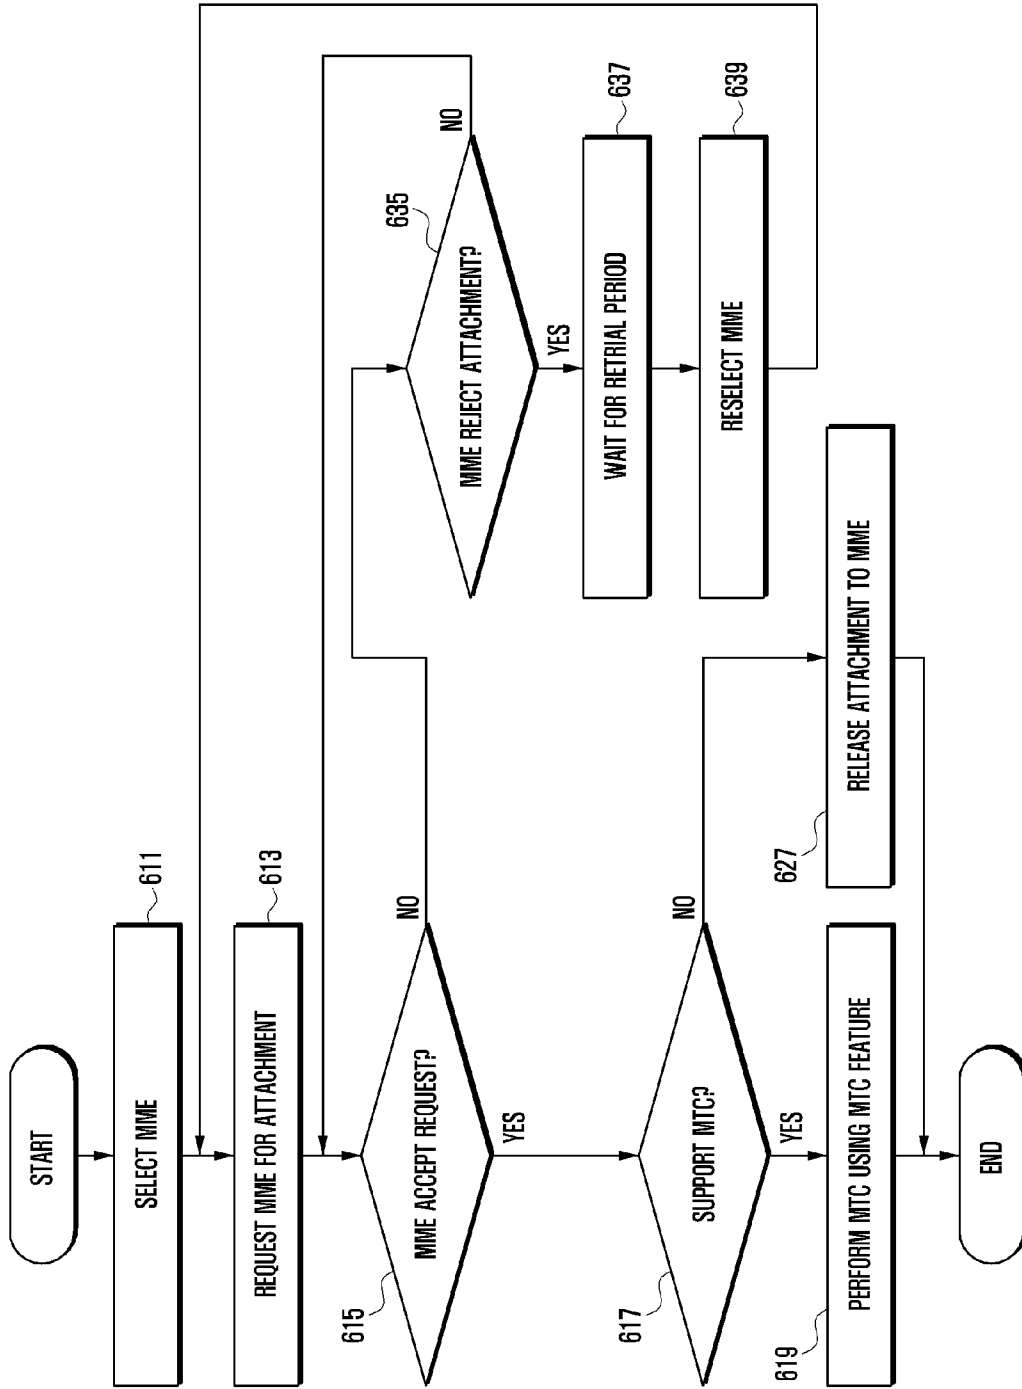 START
SELECT MME
611
REQUEST MME FOR ATTACHMENT
613
MME ACCEPT REQUEST?
615
NO
YES
MME REJECT ATTACHMENT?
635
NO
YES
WAIT FOR RETRIAL PERIOD
637
RESELECT MME
639
SUPPORT MTC?
617
NO
YES
PERFORM MTC USING MTC FEATURE
619
RELEASE ATTACHMENT TO MME
627
END